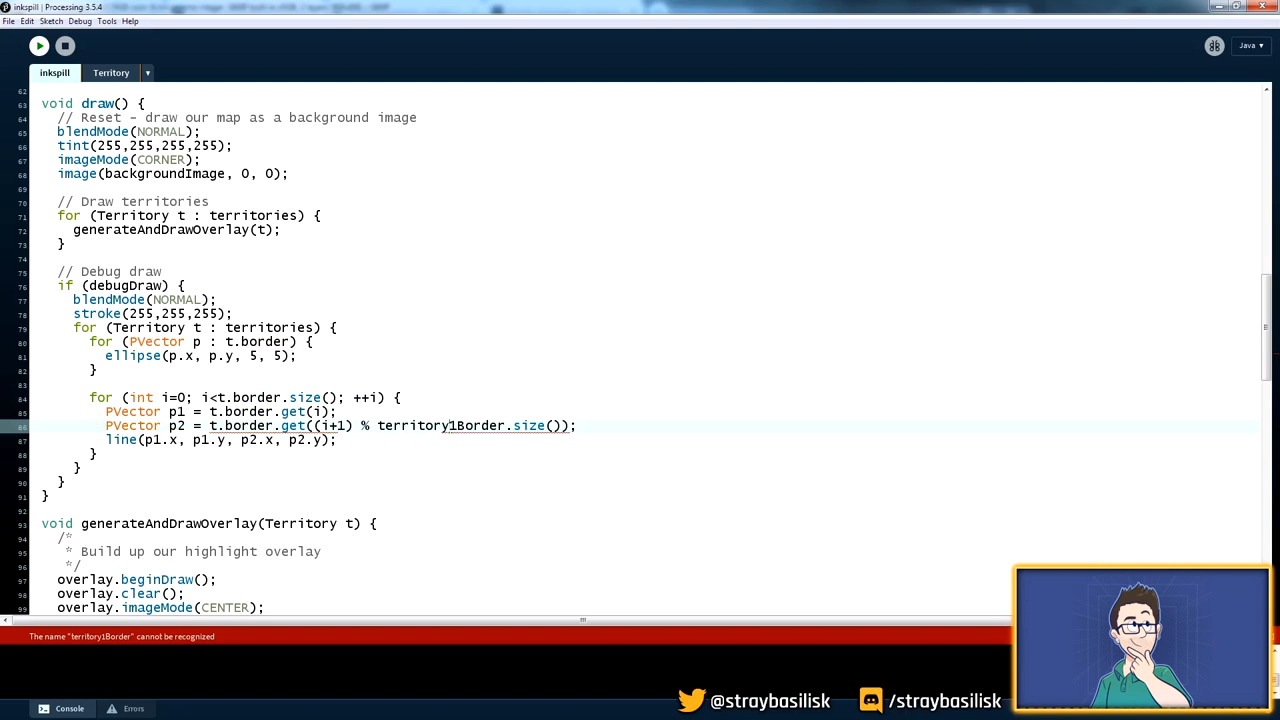 inkspill | Processing 3.5.4
File Edit Sketch Debug Tools Help
Java ▾
inkspill Territory ▾
62
63 void draw() {
64 // Reset - draw our map as a background image
65 blendMode(NORMAL);
66 tint(255,255,255,255);
67 imageMode(CORNER);
68 image(backgroundImage, 0, 0);
69
70 // Draw territories
71 for (Territory t : territories) {
72 generateAndDrawOverlay(t);
73 }
74
75 // Debug draw
76 if (debugDraw) {
77 blendMode(NORMAL);
78 stroke(255,255,255);
79 for (Territory t : territories) {
80 for (PVector p : t.border) {
81 ellipse(p.x, p.y, 5, 5);
82 }
83
84 for (int i=0; i<t.border.size(); ++i) {
85 PVector p1 = t.border.get(i);
86 PVector p2 = t.border.get((i+1) % territory1Border.size());
87 line(p1.x, p1.y, p2.x, p2.y);
88 }
89 }
90 }
91 }
92
93 void generateAndDrawOverlay(Territory t) {
94 /*
95 * Build up our highlight overlay
96 */
97 overlay.beginDraw();
98 overlay.clear();
99 overlay.imageMode(CENTER);
The name "territory1Border" cannot be recognized
@straybasilisk /straybasilisk
Console Errors